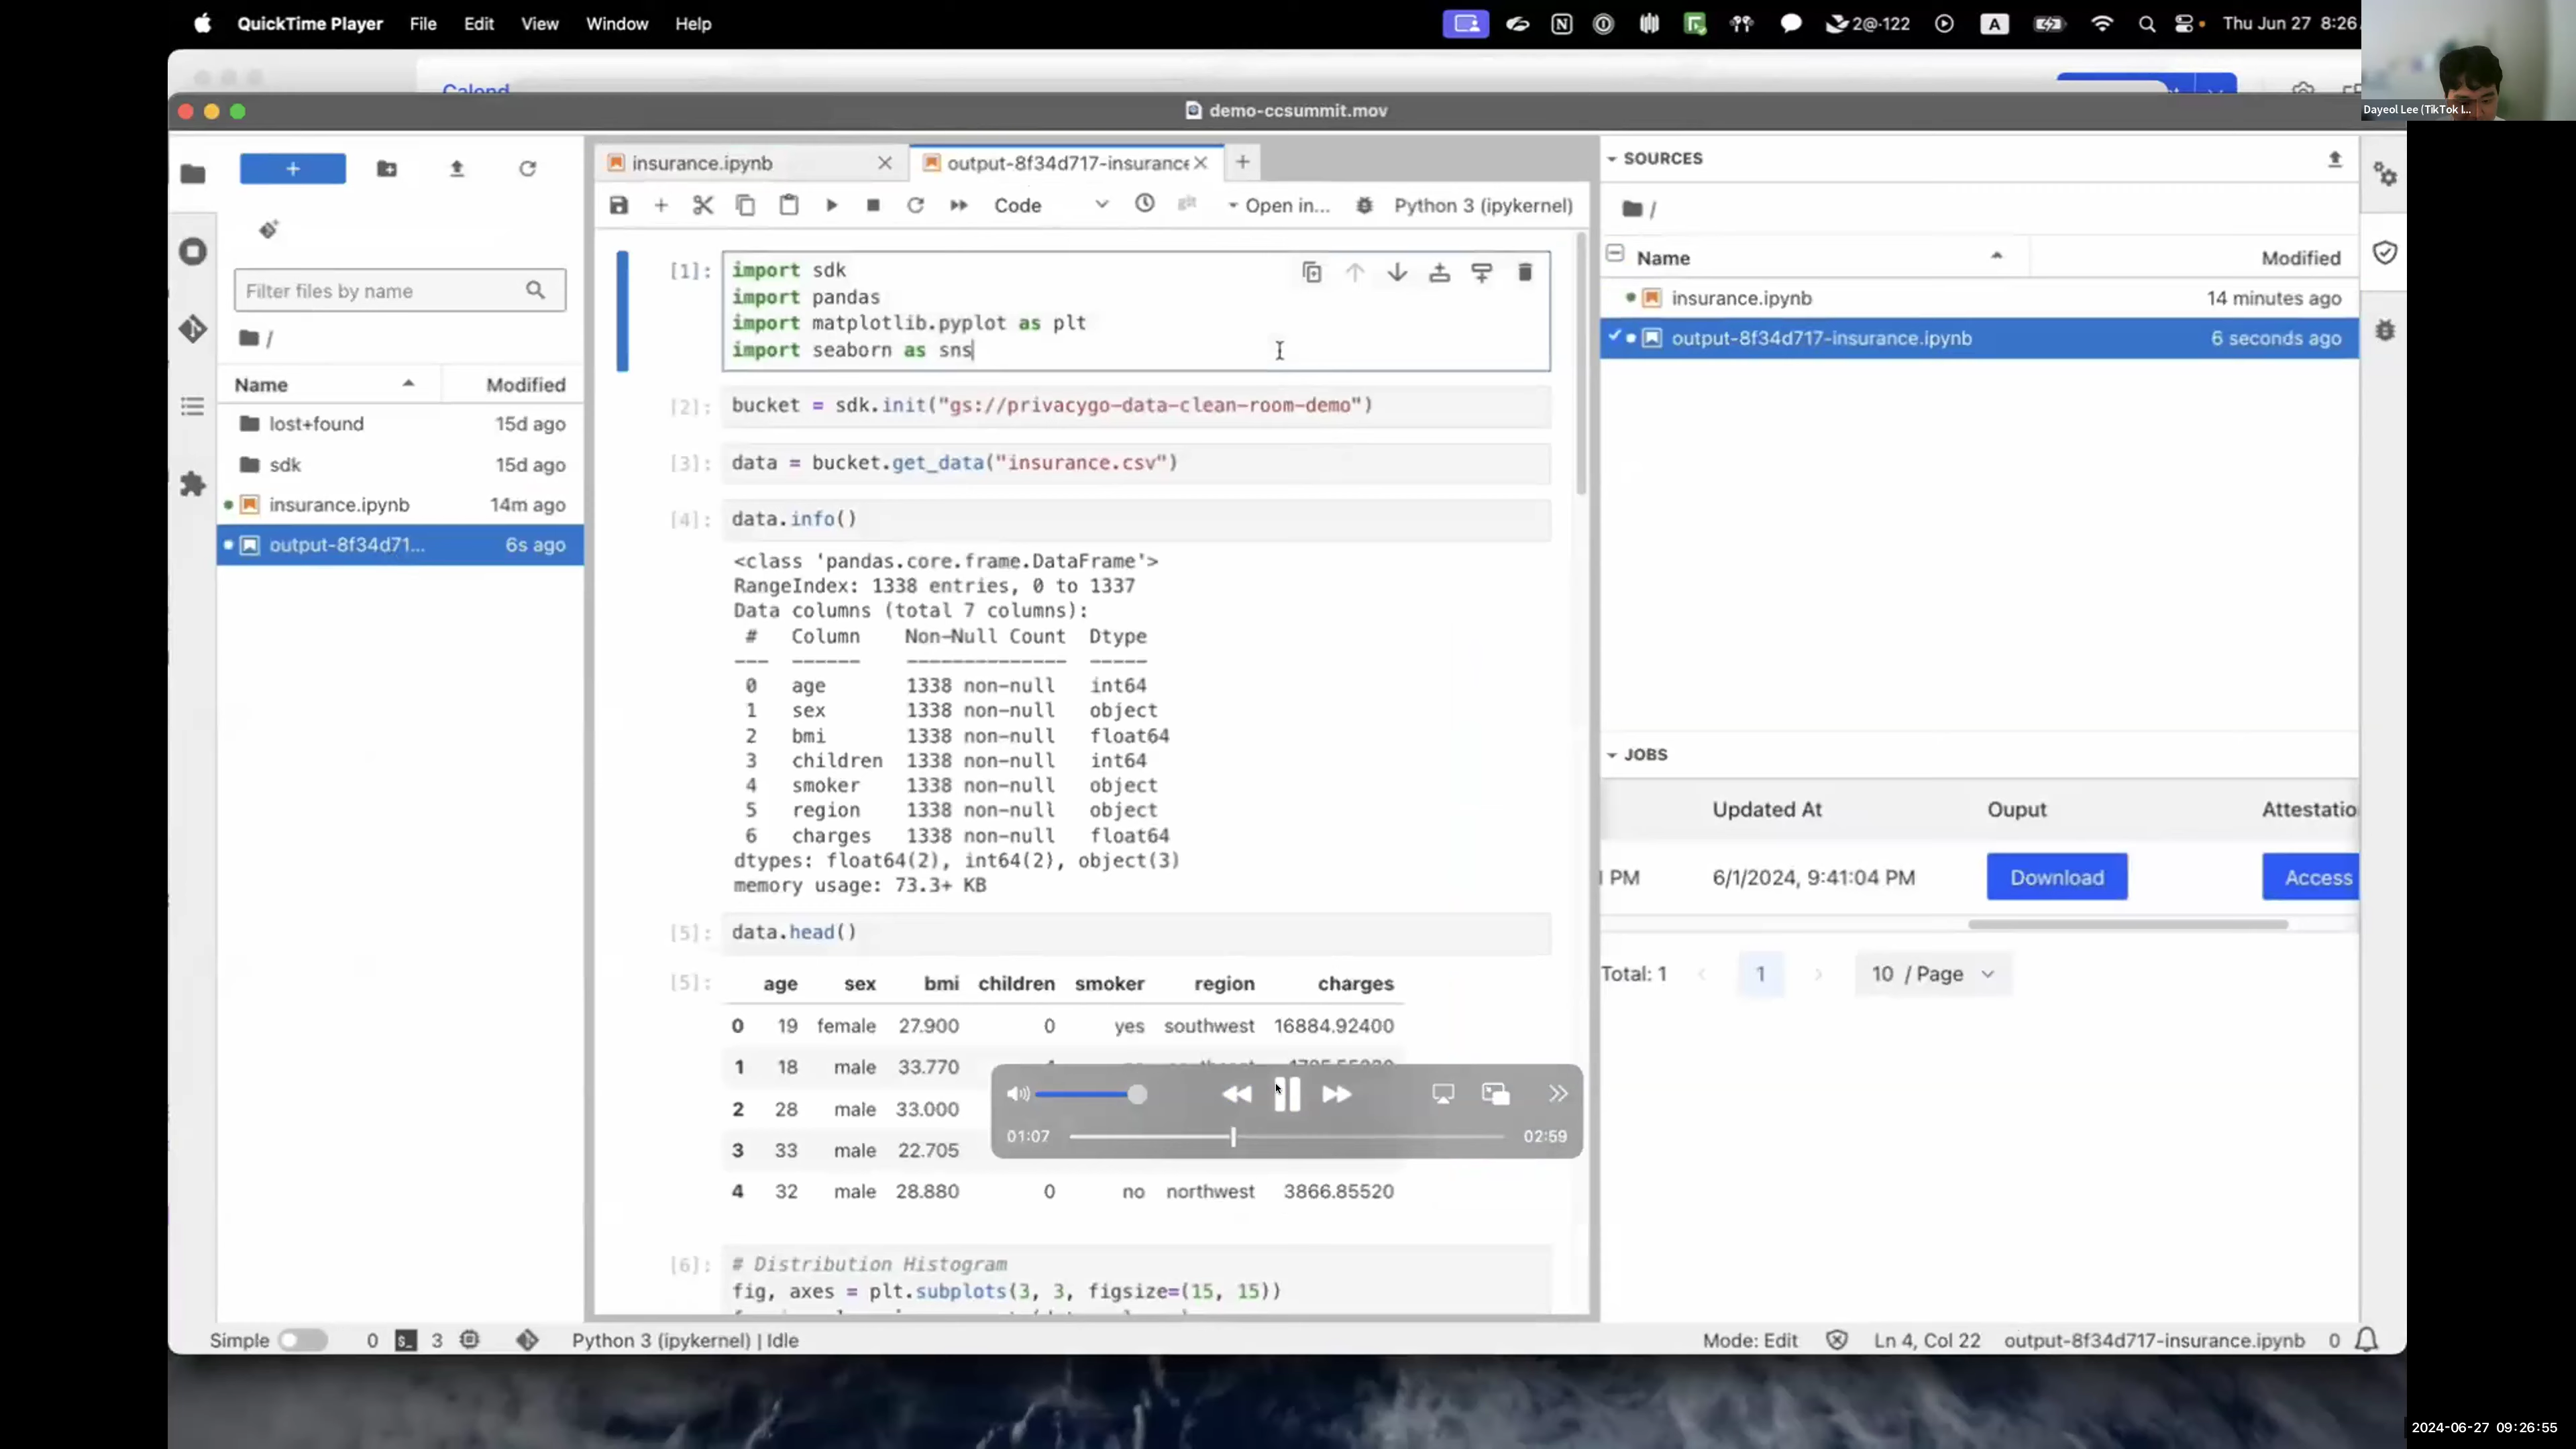 QuickTime Player File Edit View Window Help
2@·122 A Thu Jun 27 8:26
Calend
demo-ccsummit.mov
Dayeol Lee (TikTok I...
+
Filter files by name
/
Name Modified
lost+found 15d ago
sdk 15d ago
insurance.ipynb 14m ago
output-8f34d71... 6s ago
insurance.ipynb
output-8f34d717-insurance
Code
git
Open in...
Python 3 (ipykernel)
[1]:
import sdk
import pandas
import matplotlib.pyplot as plt
import seaborn as sns
[2]: bucket = sdk.init("gs://privacygo-data-clean-room-demo")
[3]: data = bucket.get_data("insurance.csv")
[4]: data.info()
<class 'pandas.core.frame.DataFrame'>
RangeIndex: 1338 entries, 0 to 1337
Data columns (total 7 columns):
# Column Non-Null Count Dtype
--- ------ -------------- -----
0 age 1338 non-null int64
1 sex 1338 non-null object
2 bmi 1338 non-null float64
3 children 1338 non-null int64
4 smoker 1338 non-null object
5 region 1338 non-null object
6 charges 1338 non-null float64
dtypes: float64(2), int64(2), object(3)
memory usage: 73.3+ KB
[5]: data.head()
[5]:
age sex bmi children smoker region charges
0 19 female 27.900 0 yes southwest 16884.92400
1 18 male 33.770
2 28 male 33.000
3 33 male 22.705
4 32 male 28.880 0 no northwest 3866.85520
01:07 02:59
[6]: # Distribution Histogram
fig, axes = plt.subplots(3, 3, figsize=(15, 15))
SOURCES
/
Name Modified
insurance.ipynb 14 minutes ago
output-8f34d717-insurance.ipynb 6 seconds ago
JOBS
Updated At Ouput Attestatio
PM 6/1/2024, 9:41:04 PM Download Access
Total: 1 1 10 / Page
Simple 0 3 Python 3 (ipykernel) | Idle
Mode: Edit Ln 4, Col 22 output-8f34d717-insurance.ipynb 0
2024-06-27 09:26:55